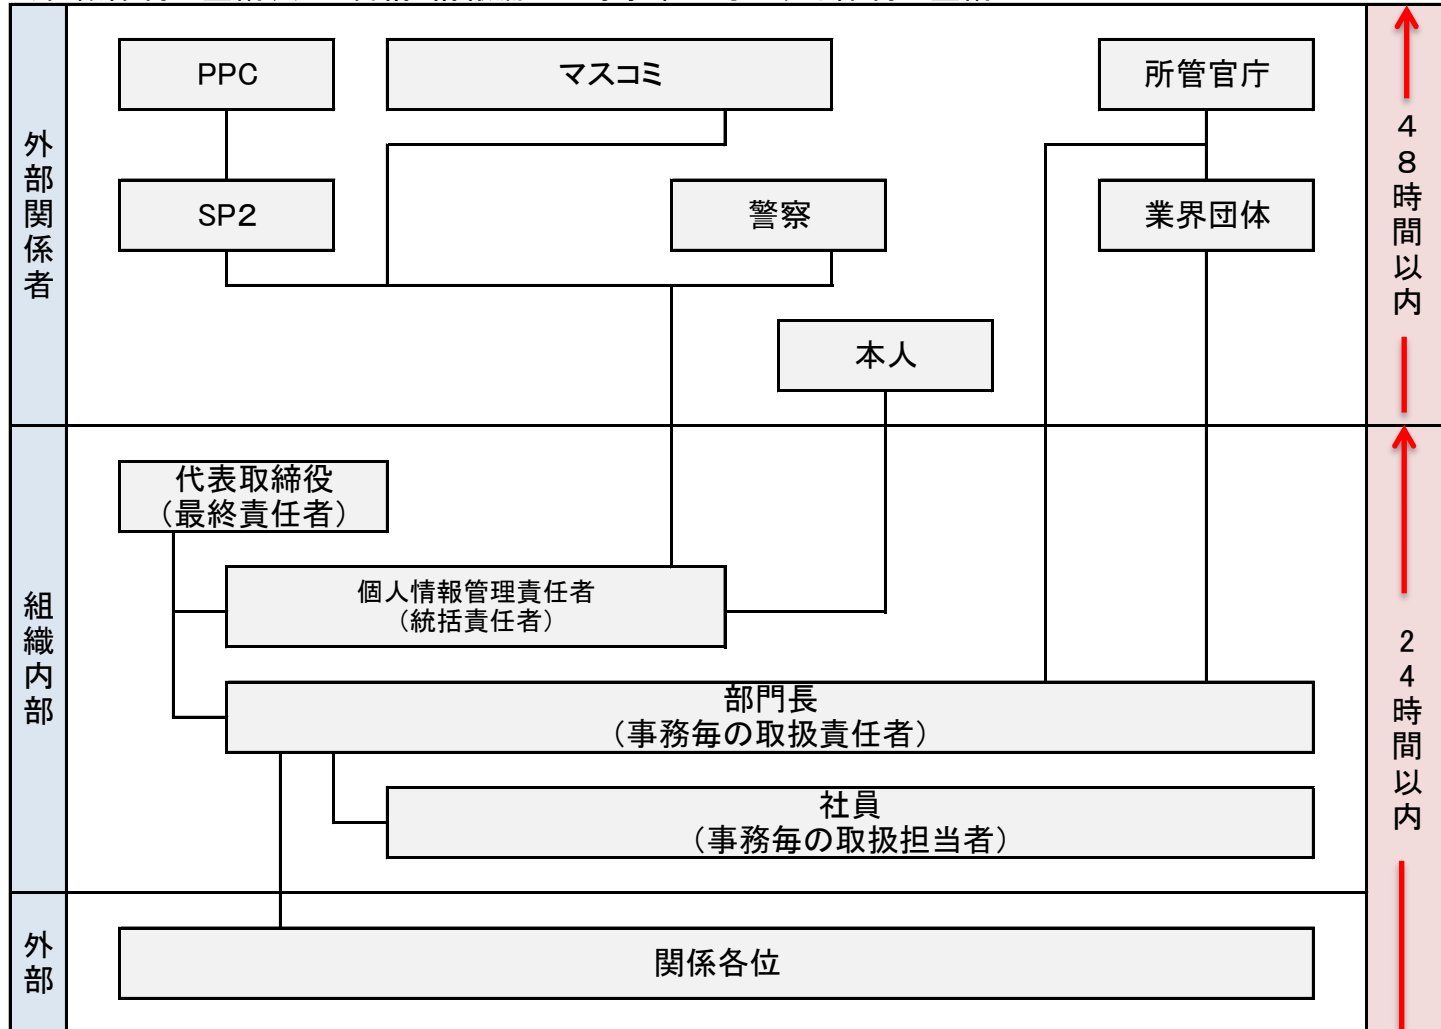 PPC
マスコミ
所管官庁
SP2
警察
業界団体
本人
外部関係者
48時間以内
代表取締役
（最終責任者）
個人情報管理責任者
（統括責任者）
部門長
（事務毎の取扱責任者）
社員
（事務毎の取扱担当者）
組織内部
24時間以内
外部
関係各位